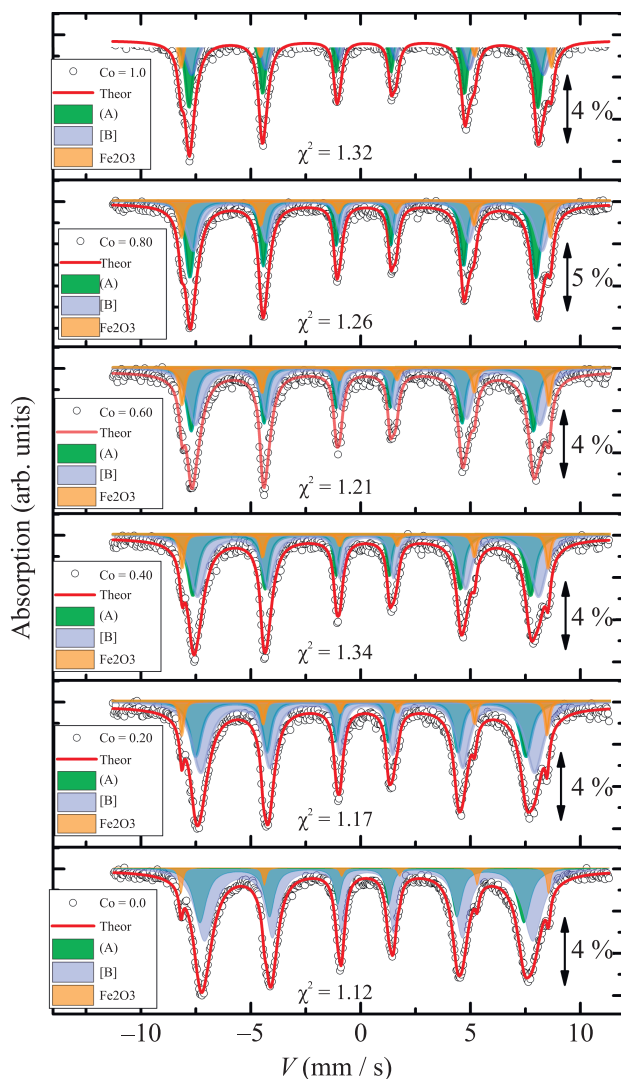 Co = 1.0
Theor
(A)
[B]
Fe2O3
χ² = 1.32
4 %
Co = 0.80
Theor
(A)
[B]
Fe2O3
χ² = 1.26
5 %
Co = 0.60
Theor
(A)
[B]
Fe2O3
χ² = 1.21
4 %
Absorption (arb. units)
Co = 0.40
Theor
(A)
[B]
Fe2O3
χ² = 1.34
4 %
Co = 0.20
Theor
(A)
[B]
Fe2O3
χ² = 1.17
4 %
Co = 0.0
Theor
(A)
[B]
Fe2O3
χ² = 1.12
4 %
−10 −5 0 5 10
V (mm / s)